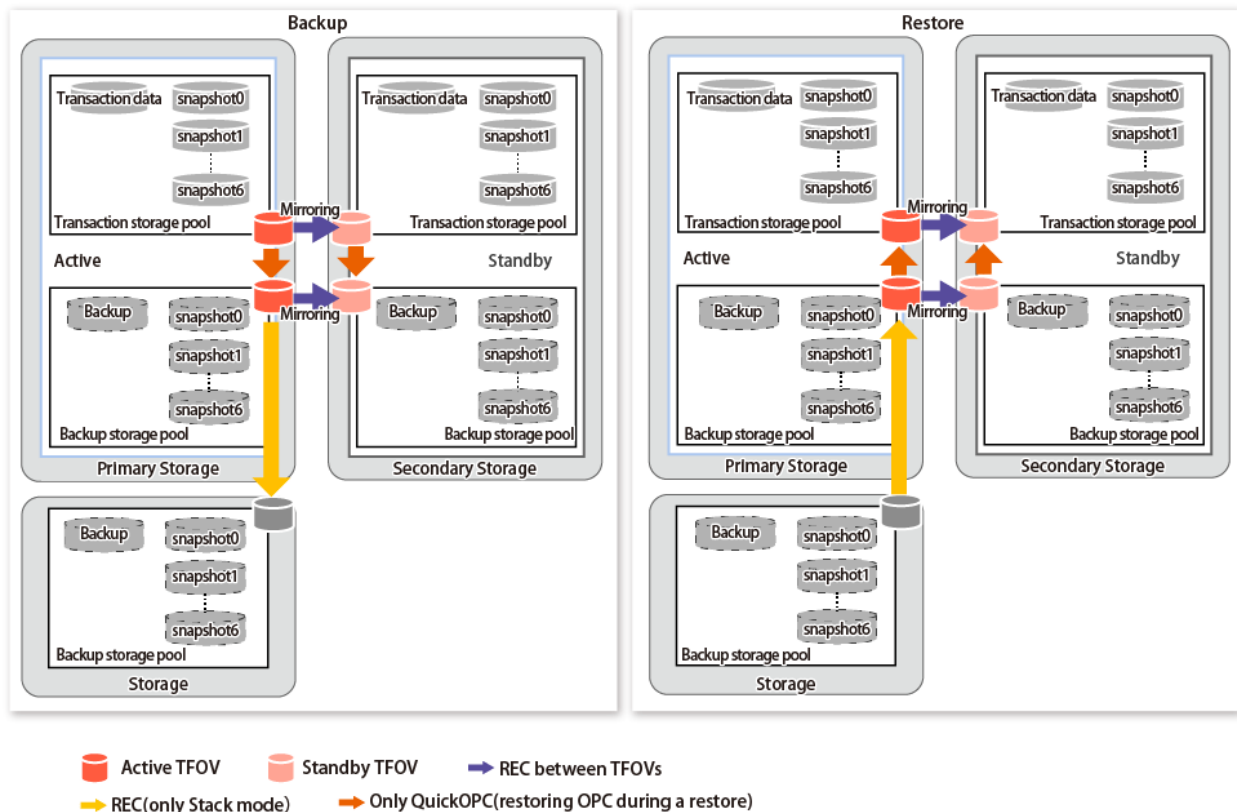 Backup
Transaction data
snapshot0
snapshot1
snapshot6
Transaction storage pool
Transaction data
snapshot0
snapshot1
snapshot6
Transaction storage pool
Mirroring
Active
Standby
Mirroring
Backup
snapshot0
snapshot1
snapshot6
Backup storage pool
Primary Storage
Backup
snapshot0
snapshot1
snapshot6
Backup storage pool
Secondary Storage
Backup
snapshot0
snapshot1
snapshot6
Backup storage pool
Storage
Restore
Transaction data
snapshot0
snapshot1
snapshot6
Transaction storage pool
Transaction data
snapshot0
snapshot1
snapshot6
Transaction storage pool
Mirroring
Active
Standby
Mirroring
Backup
snapshot0
snapshot1
snapshot6
Backup storage pool
Primary Storage
Backup
snapshot0
snapshot1
snapshot6
Backup storage pool
Secondary Storage
Backup
snapshot0
snapshot1
snapshot6
Backup storage pool
Storage
Active TFOV
Standby TFOV
REC between TFOVs
REC(only Stack mode)
Only QuickOPC(restoring OPC during a restore)